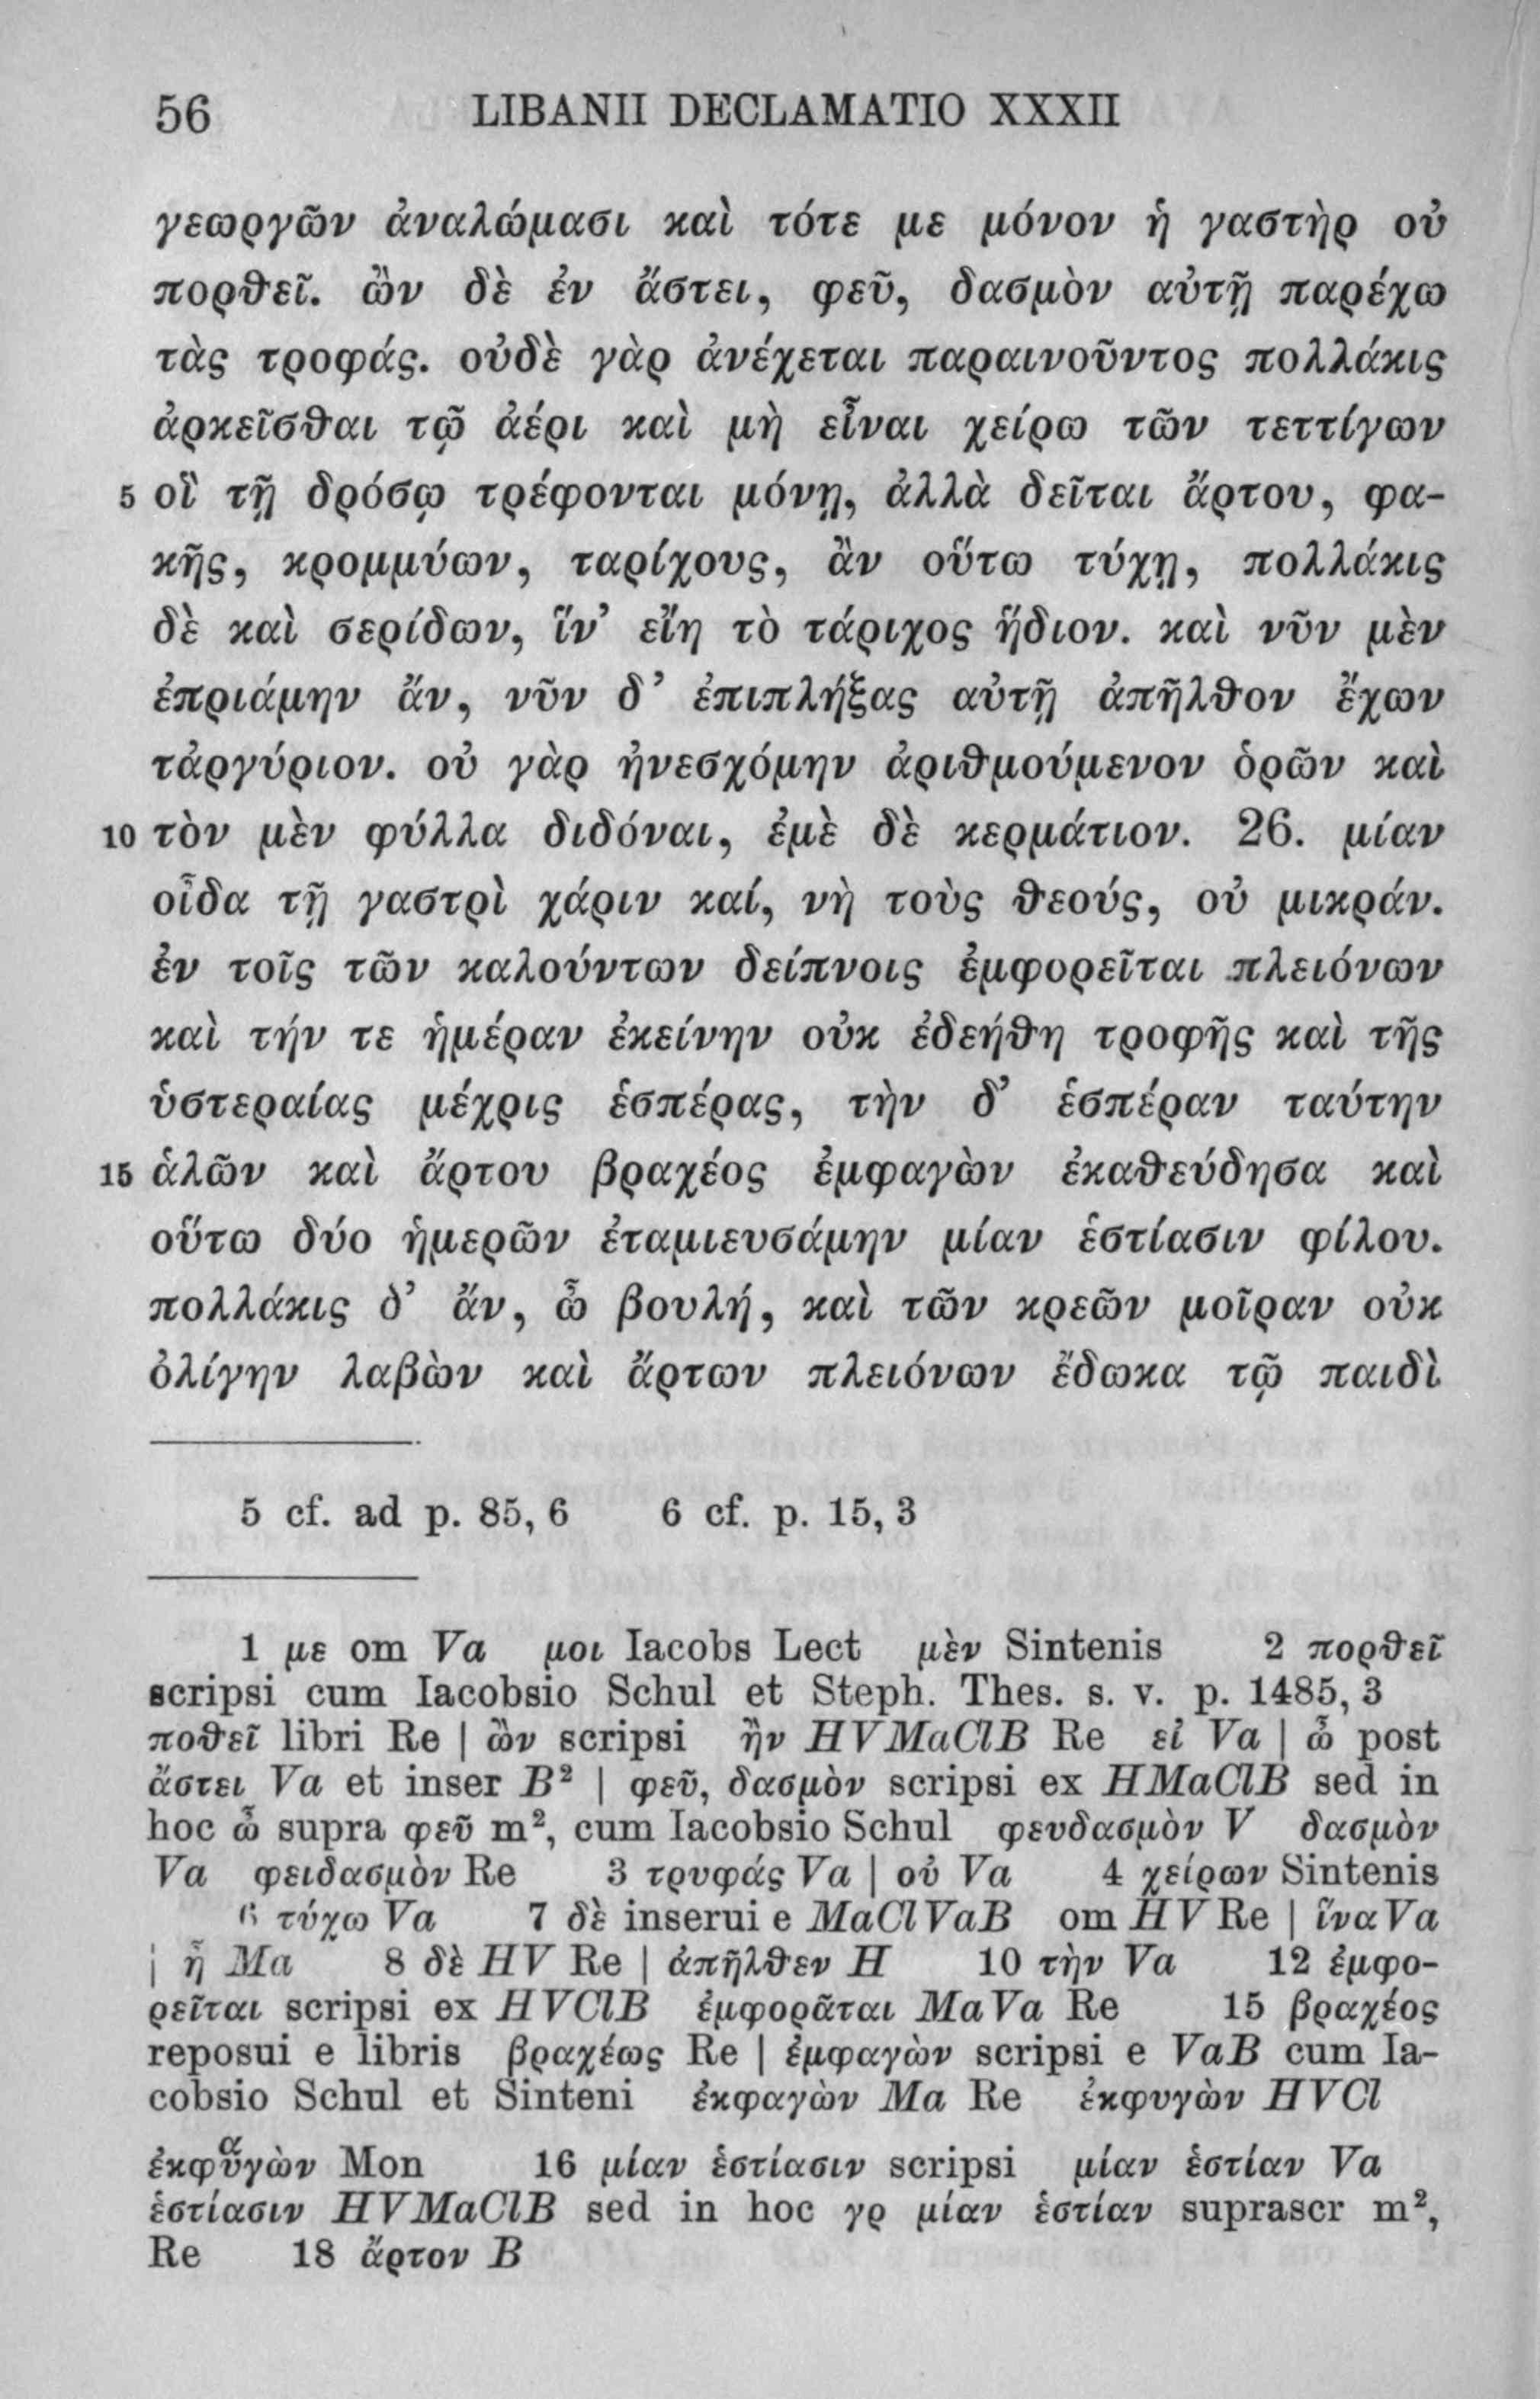 56 LIBANII DECLAMATIO XXXII
γεωργῶν ἀναλώμασι καὶ τότε με μόνον ἡ γαστὴρ οὐ
πορθεῖ. ὢν δὲ ἐν ἄστει, φεῦ, δασμὸν αὐτῇ παρέχω
τὰς τροφάς. οὐδὲ γὰρ ἀνέχεται παραινοῦντος πολλάκις
ἀρκεῖσθαι τῷ ἀέρι καὶ μὴ εἶναι χείρω τῶν τεττίγων
5 οἳ τῇ δρόσῳ τρέφονται μόνῃ, ἀλλὰ δεῖται ἄρτου, φα-
κῆς, κρομμύων, ταρίχους, ἂν οὕτω τύχῃ, πολλάκις
δὲ καὶ σερίδων, ἵν’ εἴη τὸ τάριχος ἥδιον. καὶ νῦν μὲν
ἐπριάμην ἄν, νῦν δ’ ἐπιπλήξας αὐτῇ ἀπῆλθον ἔχων
τἀργύριον. οὐ γὰρ ἠνεσχόμην ἀριθμούμενον ὁρῶν καὶ
10 τὸν μὲν φύλλα διδόναι, ἐμὲ δὲ κερμάτιον. 26. μίαν
οἶδα τῇ γαστρὶ χάριν καί, νὴ τοὺς θεούς, οὐ μικράν.
ἐν τοῖς τῶν καλούντων δείπνοις ἐμφορεῖται πλειόνων
καὶ τήν τε ἡμέραν ἐκείνην οὐκ ἐδεήθη τροφῆς καὶ τῆς
ὑστεραίας μέχρις ἑσπέρας, τὴν δ’ ἑσπέραν ταύτην
15 ἁλῶν καὶ ἄρτου βραχέος ἐμφαγὼν ἐκαθεύδησα καὶ
οὕτω δύο ἡμερῶν ἐταμιευσάμην μίαν ἑστίασιν φίλου.
πολλάκις δ’ ἄν, ὦ βουλή, καὶ τῶν κρεῶν μοῖραν οὐκ
ὀλίγην λαβὼν καὶ ἄρτων πλειόνων ἔδωκα τῷ παιδὶ
5 cf. ad p. 85, 6 6 cf. p. 15, 3
1 με om Va μοι Iacobs Lect μὲν Sintenis 2 πορθεῖ
scripsi cum Iacobsio Schul et Steph. Thes. s. v. p. 1485, 3
ποθεῖ libri Re | ὢν scripsi ἢν HVMaClB Re εἰ Va | ὦ post
ἄστει Va et inser B² | φεῦ, δασμὸν scripsi ex HMaClB sed in
hoc ὦ supra φεῦ m², cum Iacobsio Schul φευδασμὸν V δασμὸν
Va φειδασμὸν Re 3 τρυφάς Va | οὐ Va 4 χείρων Sintenis
6 τύχω Va 7 δὲ inserui e MaClVaB om HV Re | ἵνα Va
| ἦ Ma 8 δὲ HV Re | ἀπῆλθεν H 10 τὴν Va 12 ἐμφο-
ρεῖται scripsi ex HVClB ἐμφορᾶται MaVa Re 15 βραχέος
reposui e libris βραχέως Re | ἐμφαγὼν scripsi e VaB cum Ia-
cobsio Schul et Sinteni ἐκφαγὼν Ma Re ἐκφυγὼν HVCl
ἐκφυγὼν Mon 16 μίαν ἑστίασιν scripsi μίαν ἑστίαν Va
ἑστίασιν HVMaClB sed in hoc γρ μίαν ἑστίαν suprascr m²,
Re 18 ἄρτον B